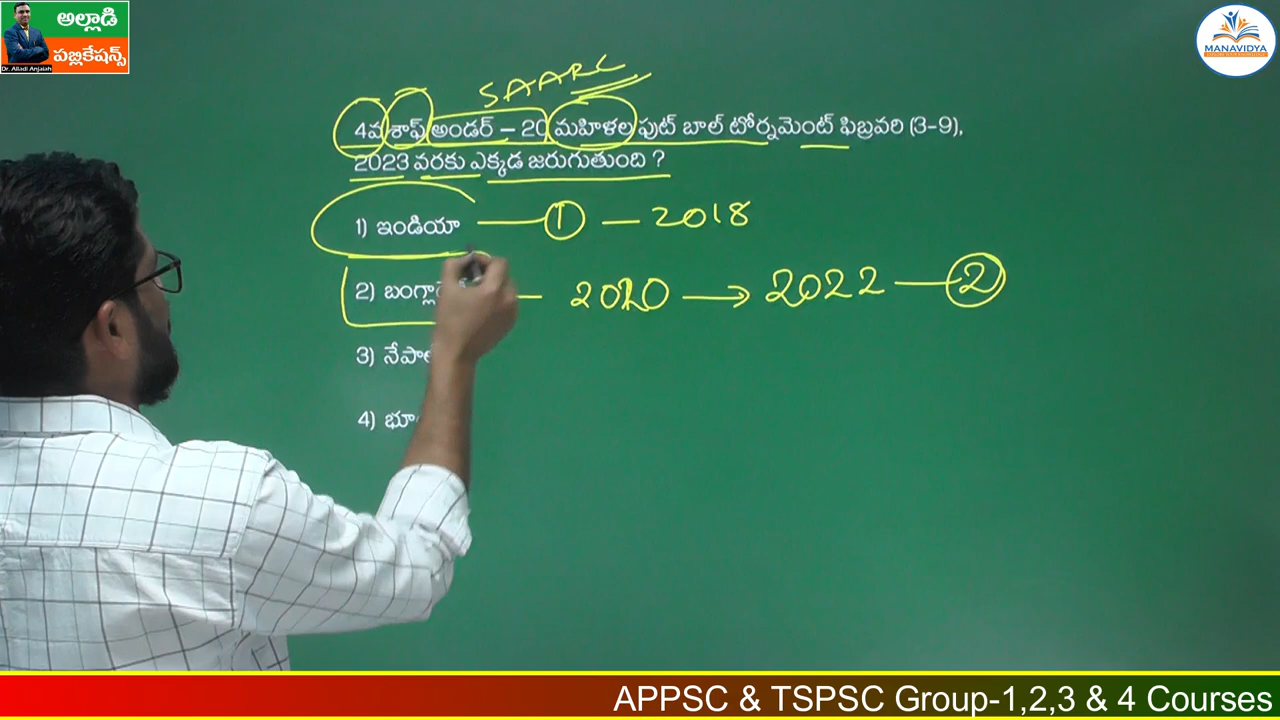 అల్లాడి
పబ్లికేషన్స్
Dr. Alladi Anjaiah
MANAVIDYA
SAARC
4వ శాఫ్ అండర్ – 20 మహిళల ఫుట్ బాల్ టోర్నమెంట్ ఫిబ్రవరి (3-9),
2023 వరకు ఎక్కడ జరుగుతుంది ?
1) ఇండియా — 1 — 2018
2) — 2020 → 2022 — 2
3)
4)
APPSC & TSPSC Group-1,2,3 & 4 Courses